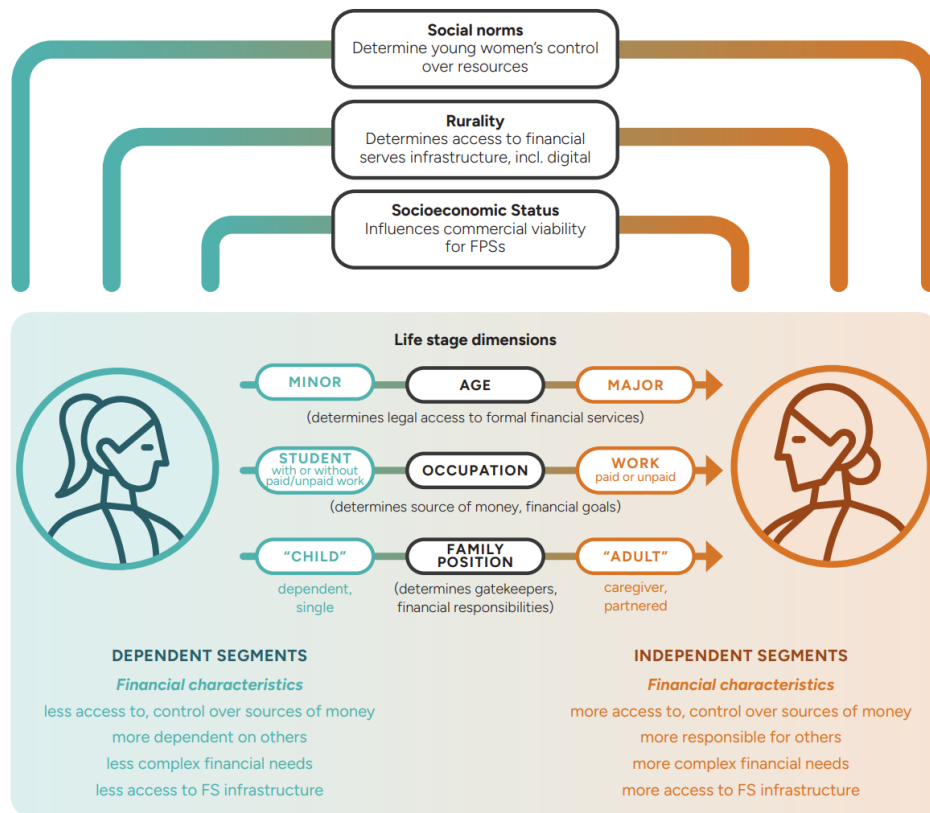 Social norms
Determine young women's control
over resources
Rurality
Determines access to financial
serves infrastructure, incl. digital
Socioeconomic Status
Influences commercial viability
for FPSs
Life stage dimensions
MINOR
AGE
MAJOR
(determines legal access to formal financial services)
STUDENT
with or without
paid/unpaid work
OCCUPATION
WORK
paid or unpaid
(determines source of money, financial goals)
"CHILD"
FAMILY
POSITION
"ADULT"
dependent,
single
(determines gatekeepers,
financial responsibilities)
caregiver,
partnered
DEPENDENT SEGMENTS
Financial characteristics
less access to, control over sources of money
more dependent on others
less complex financial needs
less access to FS infrastructure
INDEPENDENT SEGMENTS
Financial characteristics
more access to, control over sources of money
more responsible for others
more complex financial needs
more access to FS infrastructure